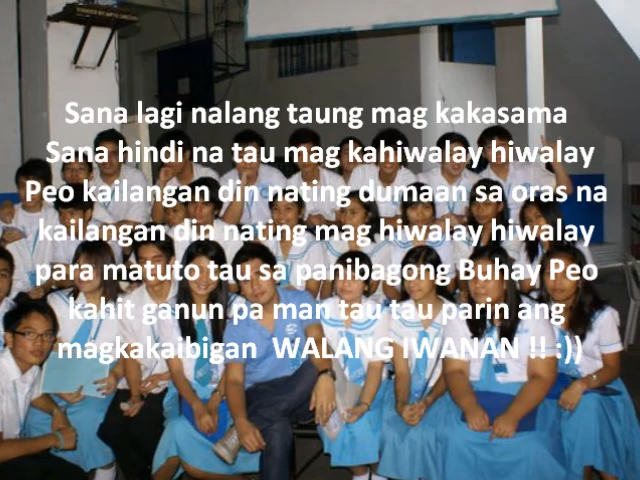 Sana lagi nalang taung mag kakasama
Sana hindi na tau mag kahiwalay hiwalay
Peo kailangan din nating dumaan sa oras na
kailangan din nating mag hiwalay hiwalay
para matuto tau sa panibagong Buhay Peo
kahit ganun pa man tau tau parin ang
magkakaibigan WALANG IWANAN !! :))